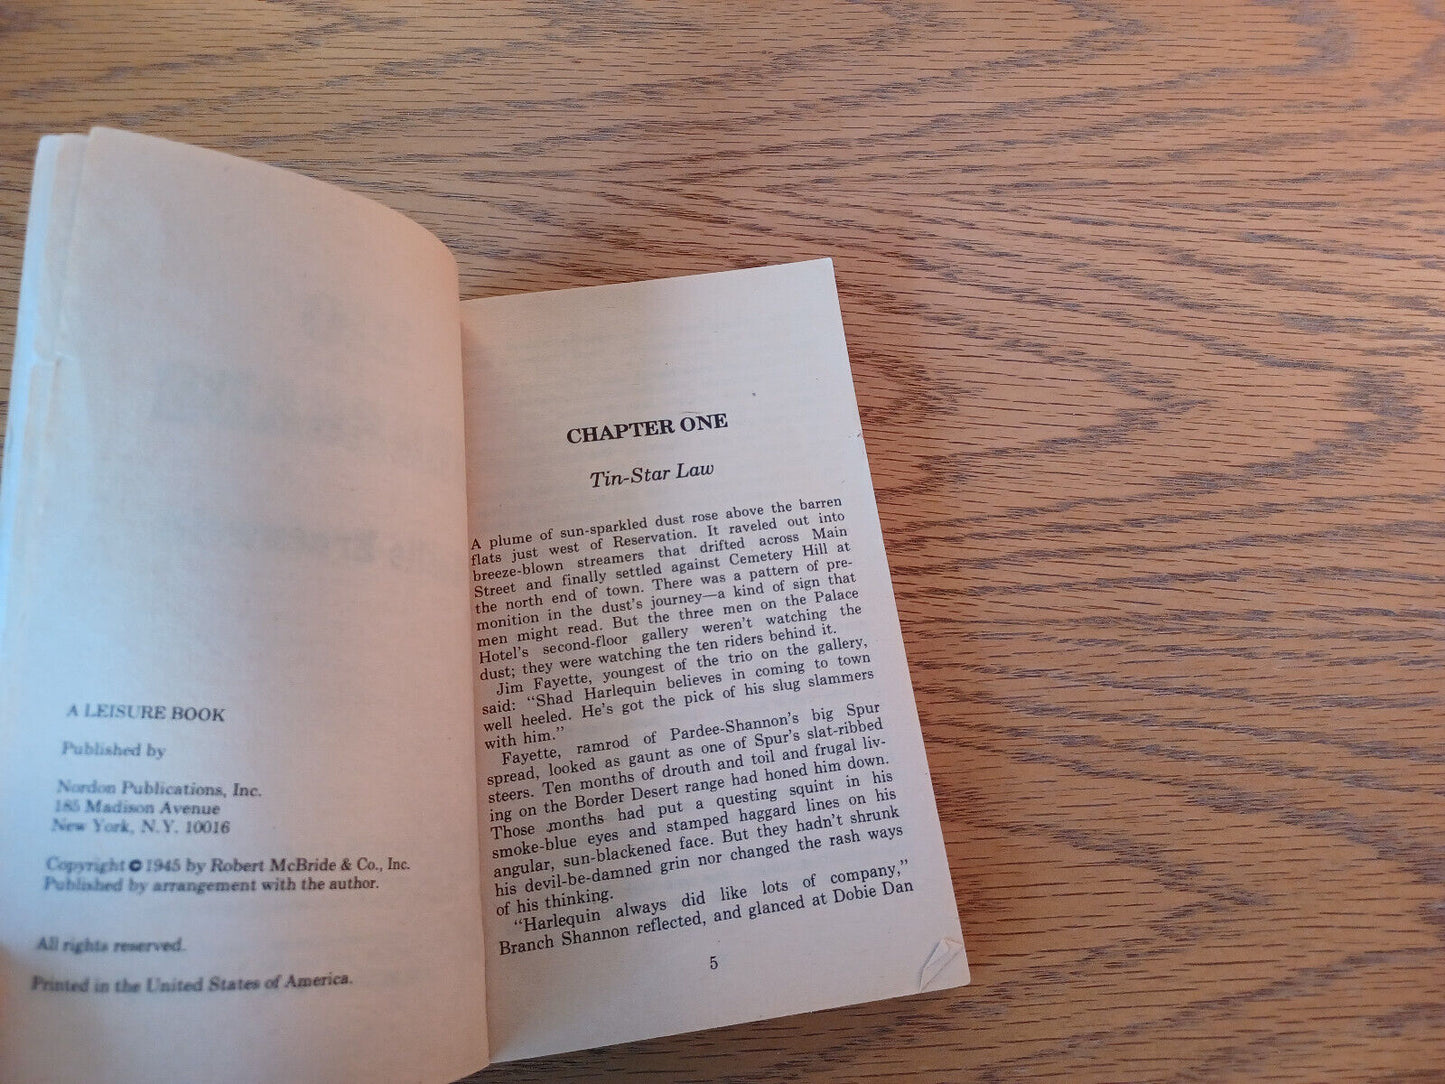 A LEISURE BOOK
Published by
Nordon Publications, Inc.
185 Madison Avenue
New York, N.Y. 10016
Copyright © 1945 by Robert McBride & Co., Inc.
Published by arrangement with the author.
All rights reserved.
Printed in the United States of America.
CHAPTER ONE
Tin-Star Law
A plume of sun-sparkled dust rose above the barren
flats just west of Reservation. It raveled out into
breeze-blown streamers that drifted across Main
Street and finally settled against Cemetery Hill at
the north end of town. There was a pattern of pre-
monition in the dust's journey—a kind of sign that
men might read. But the three men on the Palace
Hotel's second-floor gallery weren't watching the
dust; they were watching the ten riders behind it.
Jim Fayette, youngest of the trio on the gallery,
said: "Shad Harlequin believes in coming to town
well heeled. He's got the pick of his slug slammers
with him."
Fayette, ramrod of Pardee-Shannon's big Spur
spread, looked as gaunt as one of Spur's slat-ribbed
steers. Ten months of drouth and toil and frugal liv-
ing on the Border Desert range had honed him down.
Those months had put a questing squint in his
smoke-blue eyes and stamped haggard lines on his
angular, sun-blackened face. But they hadn't shrunk
his devil-be-damned grin nor changed the rash ways
of his thinking.
"Harlequin always did like lots of company,"
Branch Shannon reflected, and glanced at Dobie Dan
5